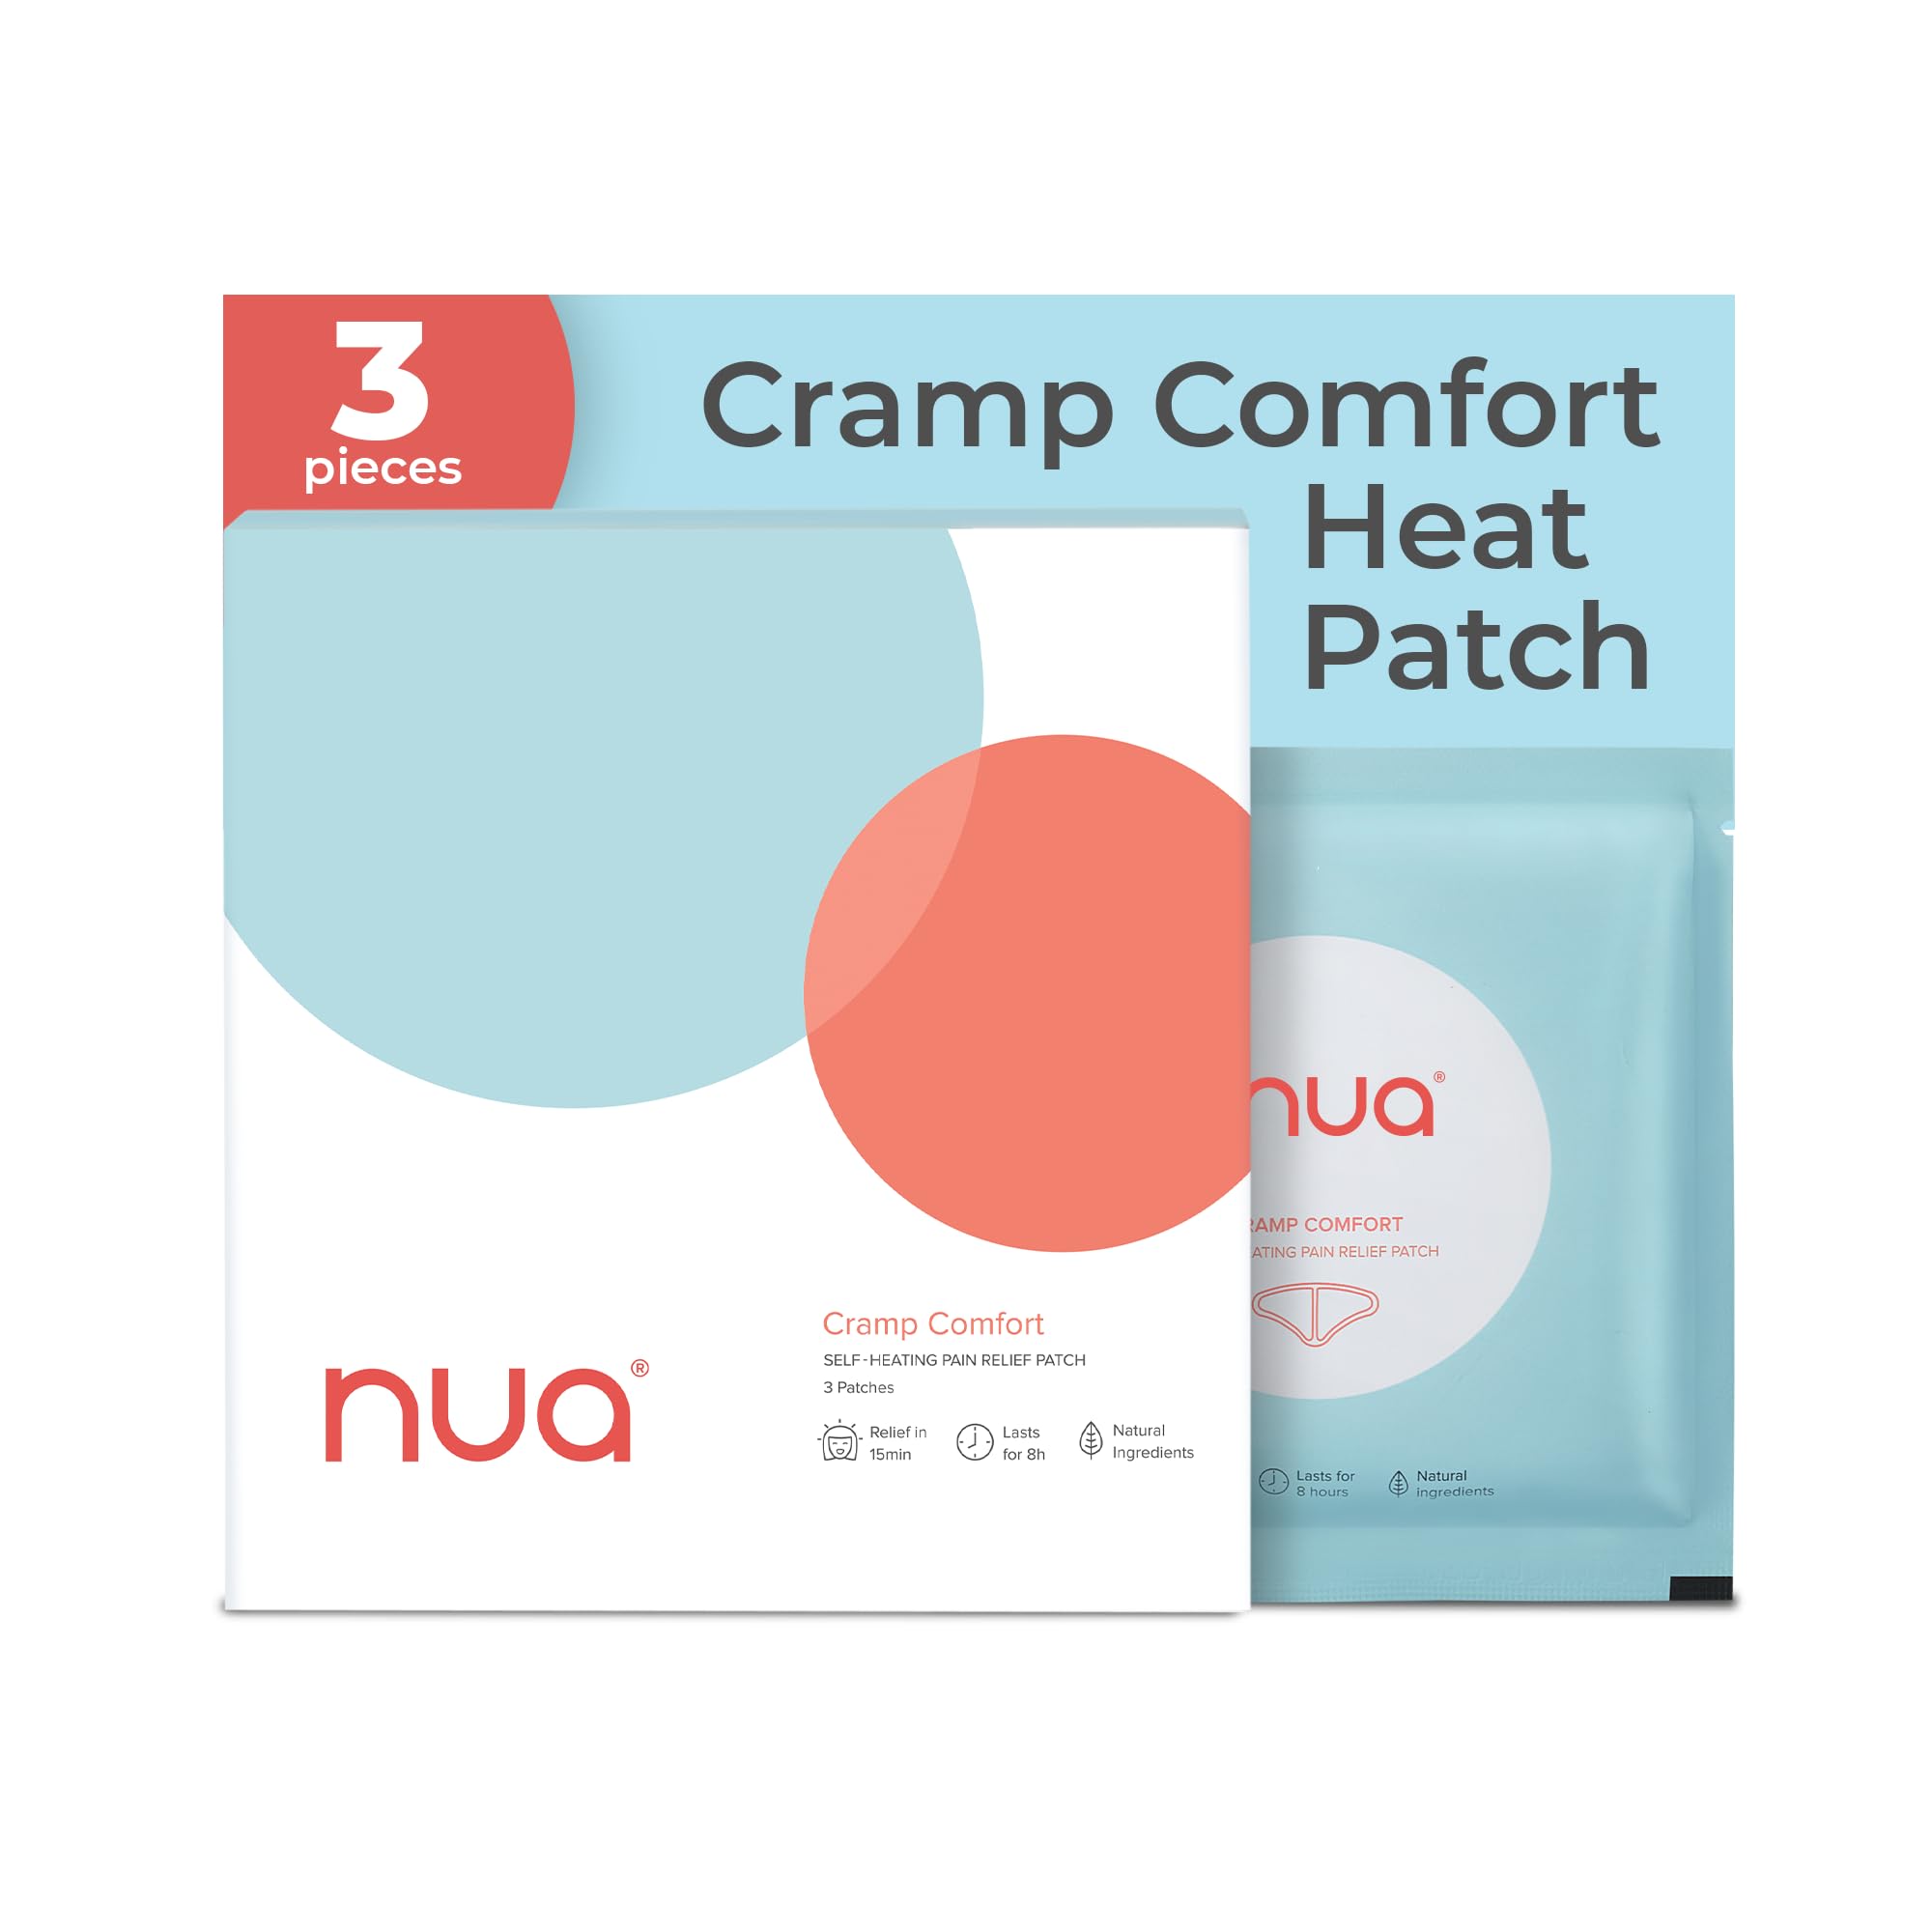 3
pieces
Cramp Comfort
Heat
Patch
nua®
Cramp Comfort
SELF-HEATING PAIN RELIEF PATCH
3 Patches
Relief in
15min
Lasts
for 8h
Natural
Ingredients
nua®
RAMP COMFORT
ATING PAIN RELIEF PATCH
Lasts for
8 hours
Natural
ingredients